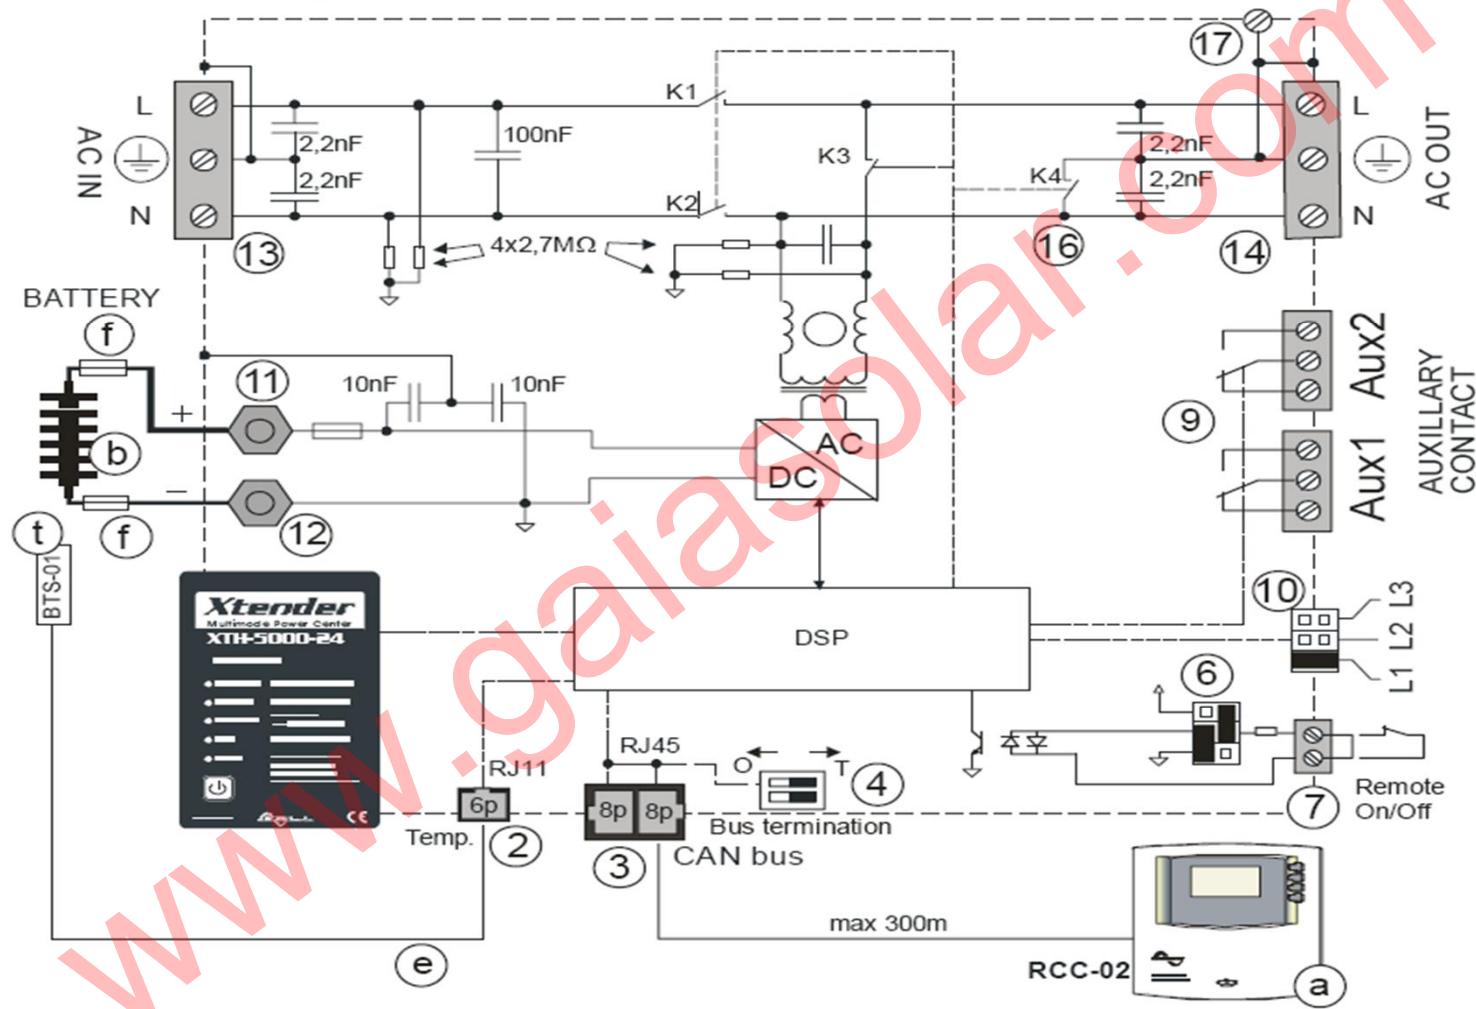 17
L
AC IN
N
13
2,2nF
2,2nF
100nF
K1
K2
K3
K4
4x2,7MΩ
16
2,2nF
2,2nF
L
AC OUT
N
14
BATTERY
f
+
b
−
f
11
12
10nF
10nF
AC
DC
t
BTS-01
9
Aux2
Aux1
AUXILLARY
CONTACT
10
L3
L2
L1
Xtender
Multimode Power Center
XTH-5000-24
CE
DSP
6
RJ11
6p
Temp.
2
RJ45
8p
8p
3
CAN bus
O
T
4
Bus termination
7
Remote
On/Off
max 300m
RCC-02
a
e
www.gaiasolar.com